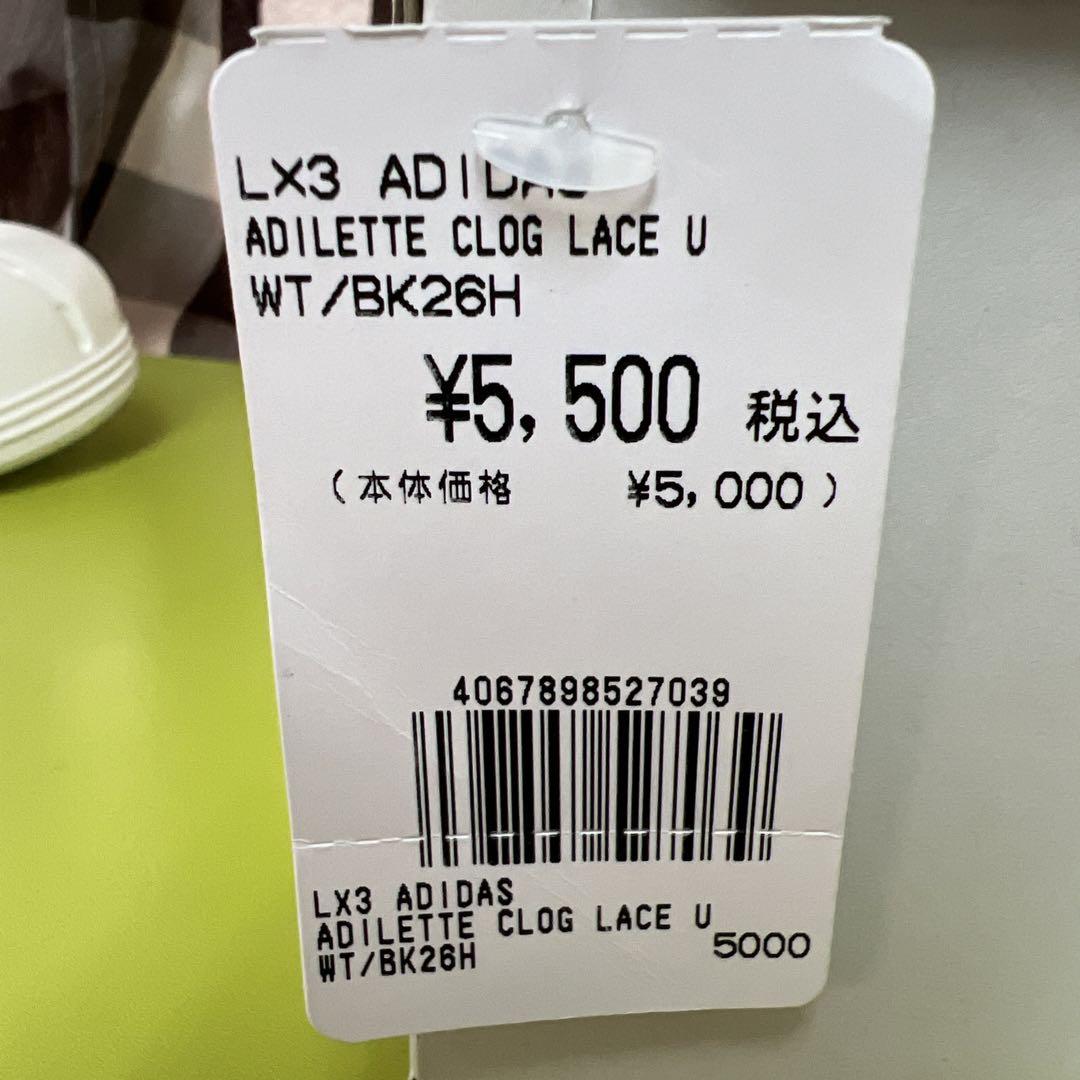 LX3 ADIDAS
ADILETTE CLOG LACE U
WT/BK26H
¥5,500 税込
(本体価格 ¥5,000)
4067898527039
LX3 ADIDAS
ADILETTE CLOG LACE U
WT/BK26H 5000